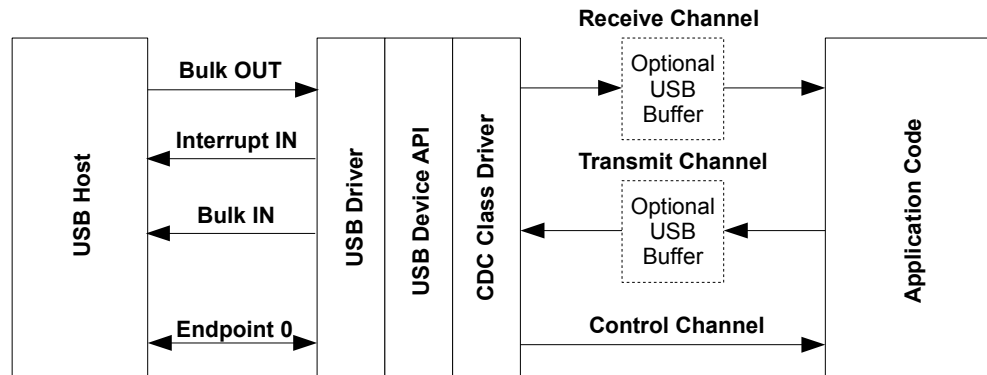 Receive Channel
Bulk OUT
Interrupt IN
Bulk IN
Endpoint 0
USB Host
USB Driver
USB Device API
CDC Class Driver
Optional
USB
Buffer
Transmit Channel
Optional
USB
Buffer
Control Channel
Application Code